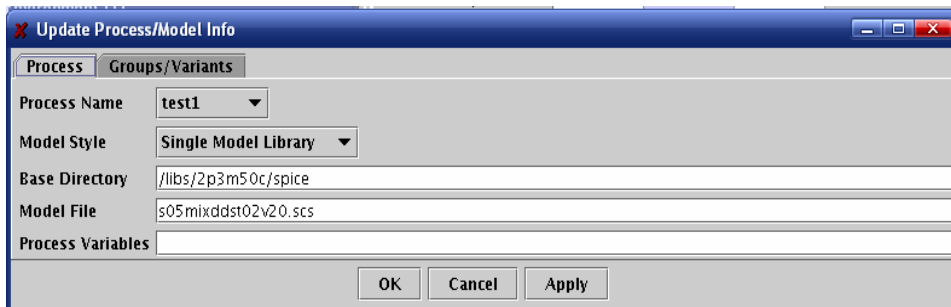 Update Process/Model Info
Process Groups/Variants
Process Name test1
Model Style Single Model Library
Base Directory /libs/2p3m50c/spice
Model File s05mixddst02v20.scs
Process Variables
OK Cancel Apply